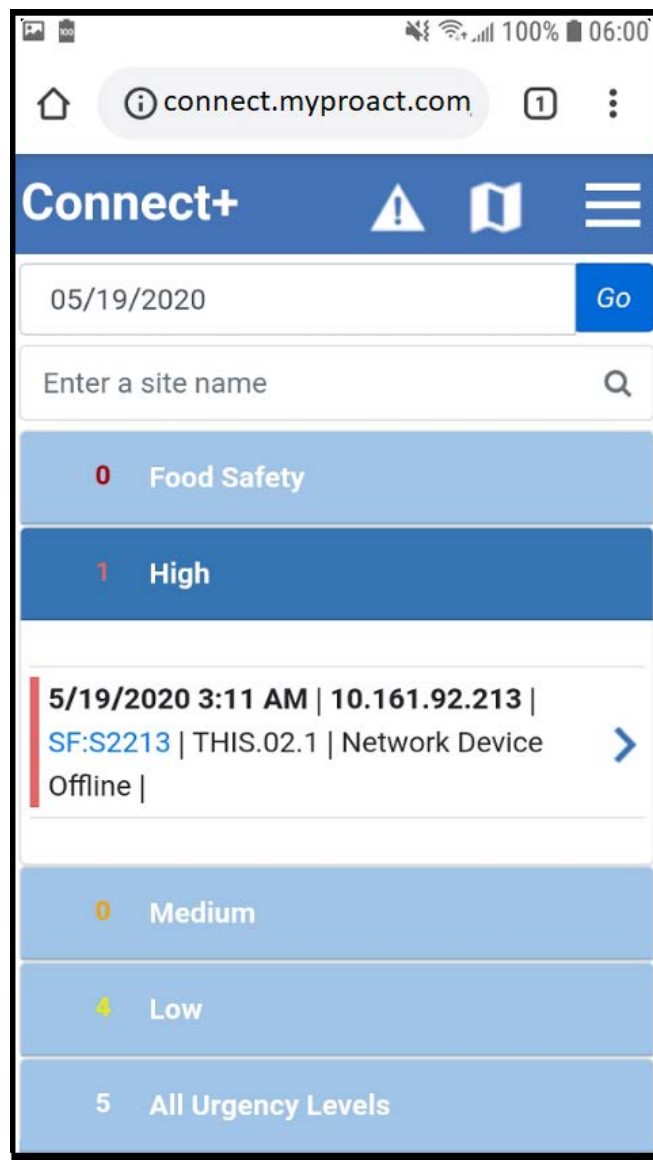 100 100% 06:00
connect.myproact.com 1
Connect+
05/19/2020 Go
Enter a site name
0 Food Safety
1 High
5/19/2020 3:11 AM | 10.161.92.213 |
SF:S2213 | THIS.02.1 | Network Device
Offline |
0 Medium
4 Low
5 All Urgency Levels